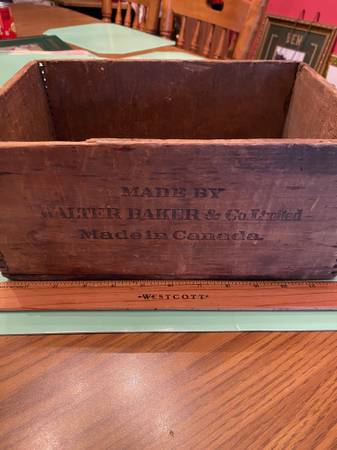 MADE BY
WALTER BAKER & Co. Limited
Made in Canada.
•WESTCOTT•